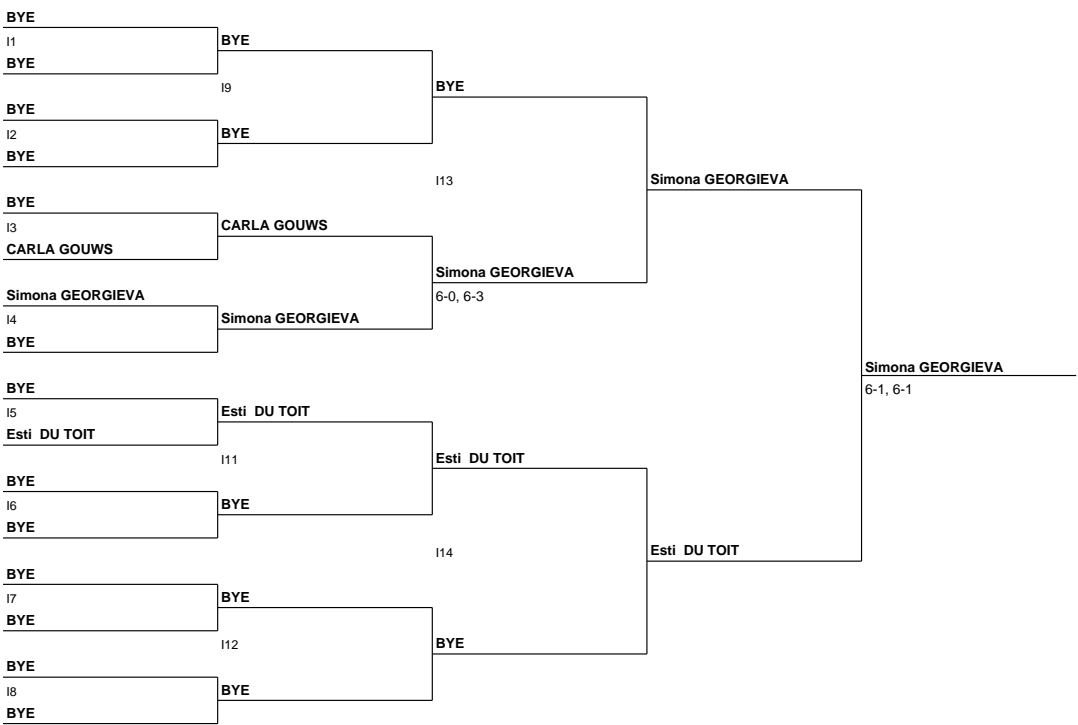 BYE
I1
BYE
BYE
I9
BYE
BYE
I2
BYE
BYE
I13
Simona GEORGIEVA
BYE
I3
CARLA GOUWS
CARLA GOUWS
Simona GEORGIEVA
6-0, 6-3
Simona GEORGIEVA
I4
Simona GEORGIEVA
BYE
Simona GEORGIEVA
6-1, 6-1
BYE
I5
Esti DU TOIT
Esti DU TOIT
I11
Esti DU TOIT
BYE
I6
BYE
BYE
I14
Esti DU TOIT
BYE
I7
BYE
BYE
I12
BYE
BYE
I8
BYE
BYE